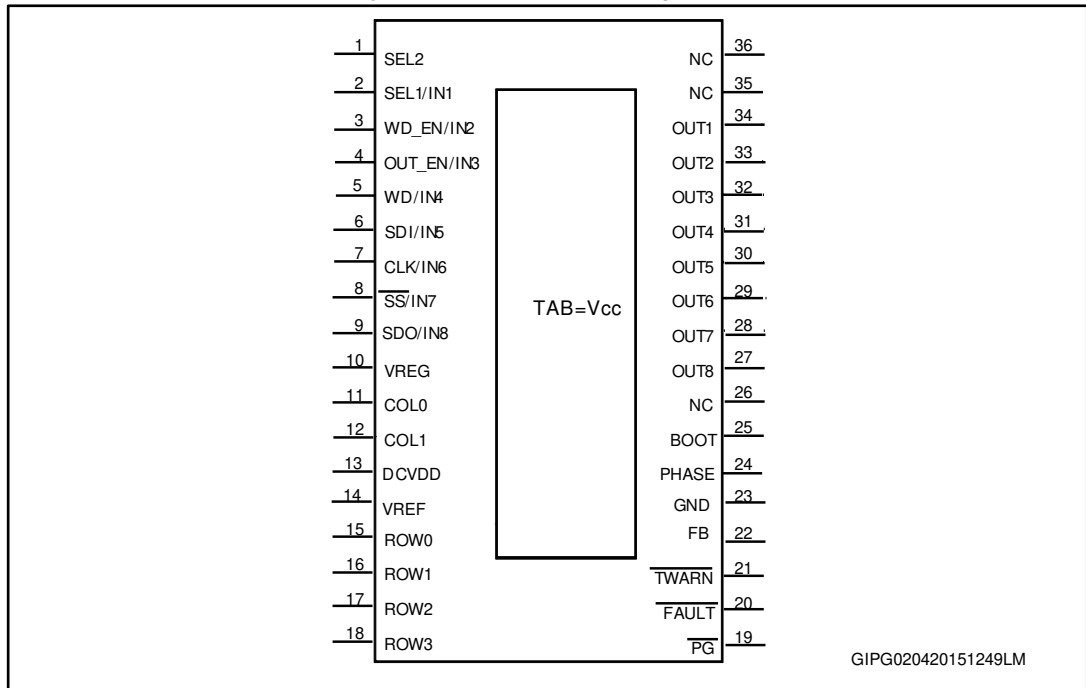 1 SEL2
2 SEL1/IN1
3 WD_EN/IN2
4 OUT_EN/IN3
5 WD/IN4
6 SDI/IN5
7 CLK/IN6
8 SS/IN7
9 SDO/IN8
10 VREG
11 COL0
12 COL1
13 DCVDD
14 VREF
15 ROW0
16 ROW1
17 ROW2
18 ROW3
TAB=Vcc
NC 36
NC 35
OUT1 34
OUT2 33
OUT3 32
OUT4 31
OUT5 30
OUT6 29
OUT7 28
OUT8 27
NC 26
BOOT 25
PHASE 24
GND 23
FB 22
TWARN 21
FAULT 20
PG 19
GIPG020420151249LM